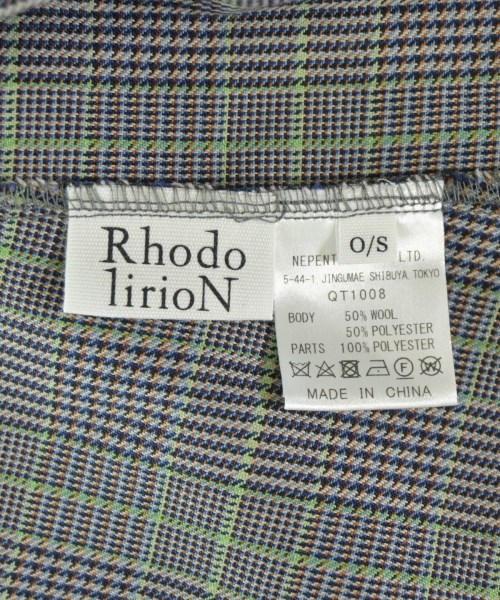 Rhodo
lirioN
O/S
NEPENT LTD.
5-44-1 JINGUMAE SHIBUYA, TOKYO
QT1008
BODY 50% WOOL
50% POLYESTER
PARTS 100% POLYESTER
MADE IN CHINA